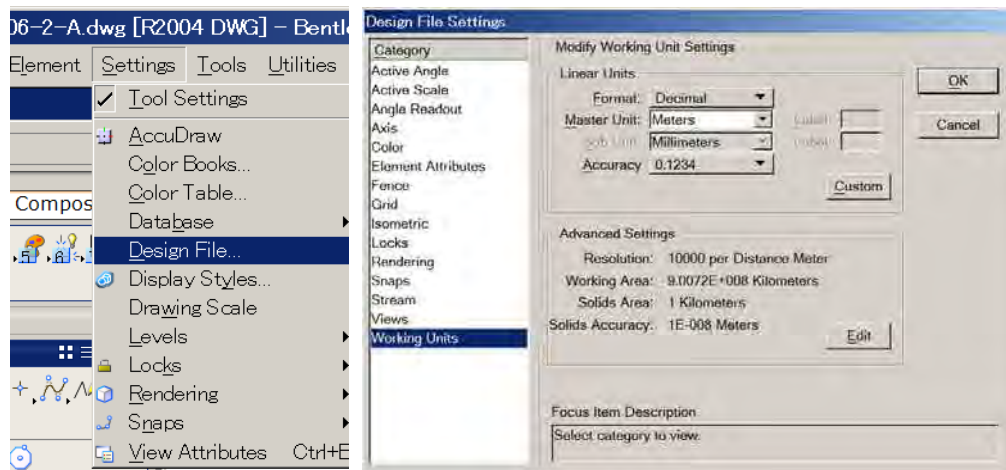 06-2-A.dwg [R2004 DWG] – Bentl
Element Settings Tools Utilities
Tool Settings
AccuDraw
Color Books...
Color Table...
Compos
Database
Design File...
Display Styles...
Drawing Scale
Levels
Locks
Rendering
Snaps
View Attributes Ctrl+E
Design File Settings
Category
Active Angle
Active Scale
Angle Readout
Axis
Color
Element Attributes
Fence
Grid
Isometric
Locks
Rendering
Snaps
Stream
Views
Working Units
Modify Working Unit Settings
Linear Units
Format: Decimal
Master Unit: Meters Label:
Sub Unit: Millimeters Label:
Accuracy 0.1234
Custom
Advanced Settings
Resolution: 10000 per Distance Meter
Working Area: 9.0072E+008 Kilometers
Solids Area: 1 Kilometers
Solids Accuracy: 1E-008 Meters
Edit
Focus Item Description
Select category to view.
OK
Cancel